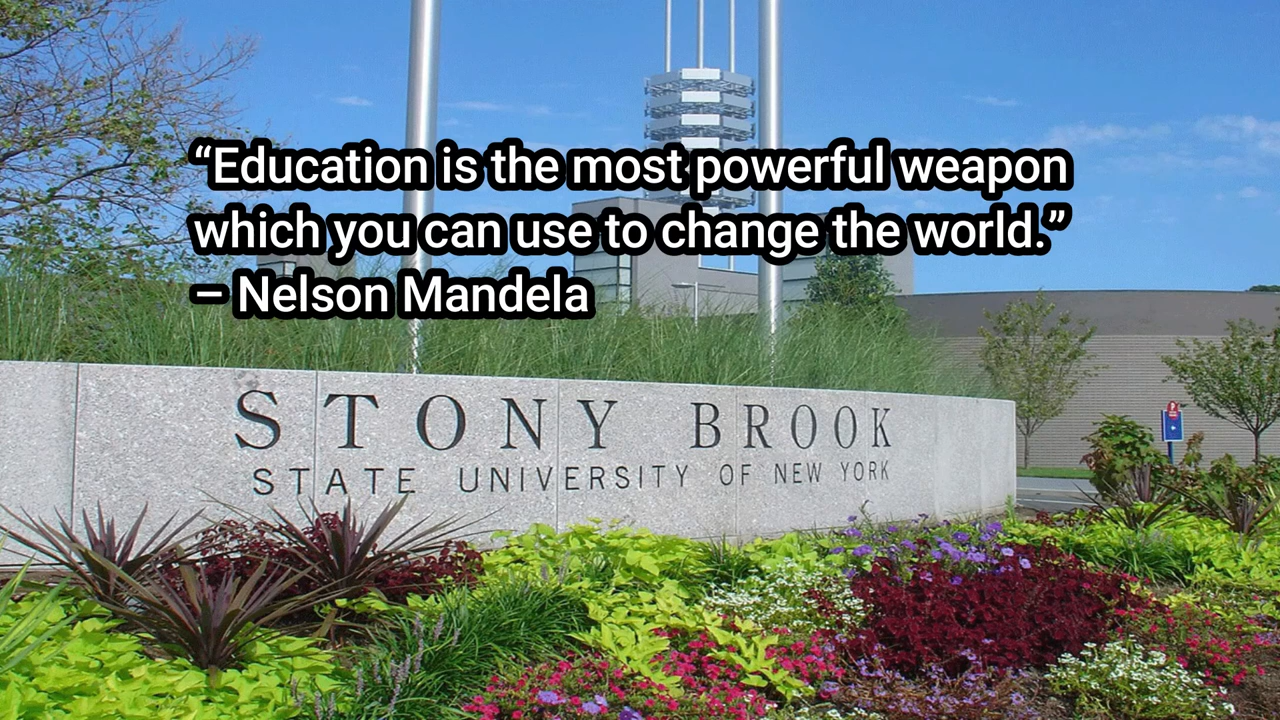 “Education is the most powerful weapon
which you can use to change the world.”
– Nelson Mandela
STONY BROOK
STATE UNIVERSITY OF NEW YORK